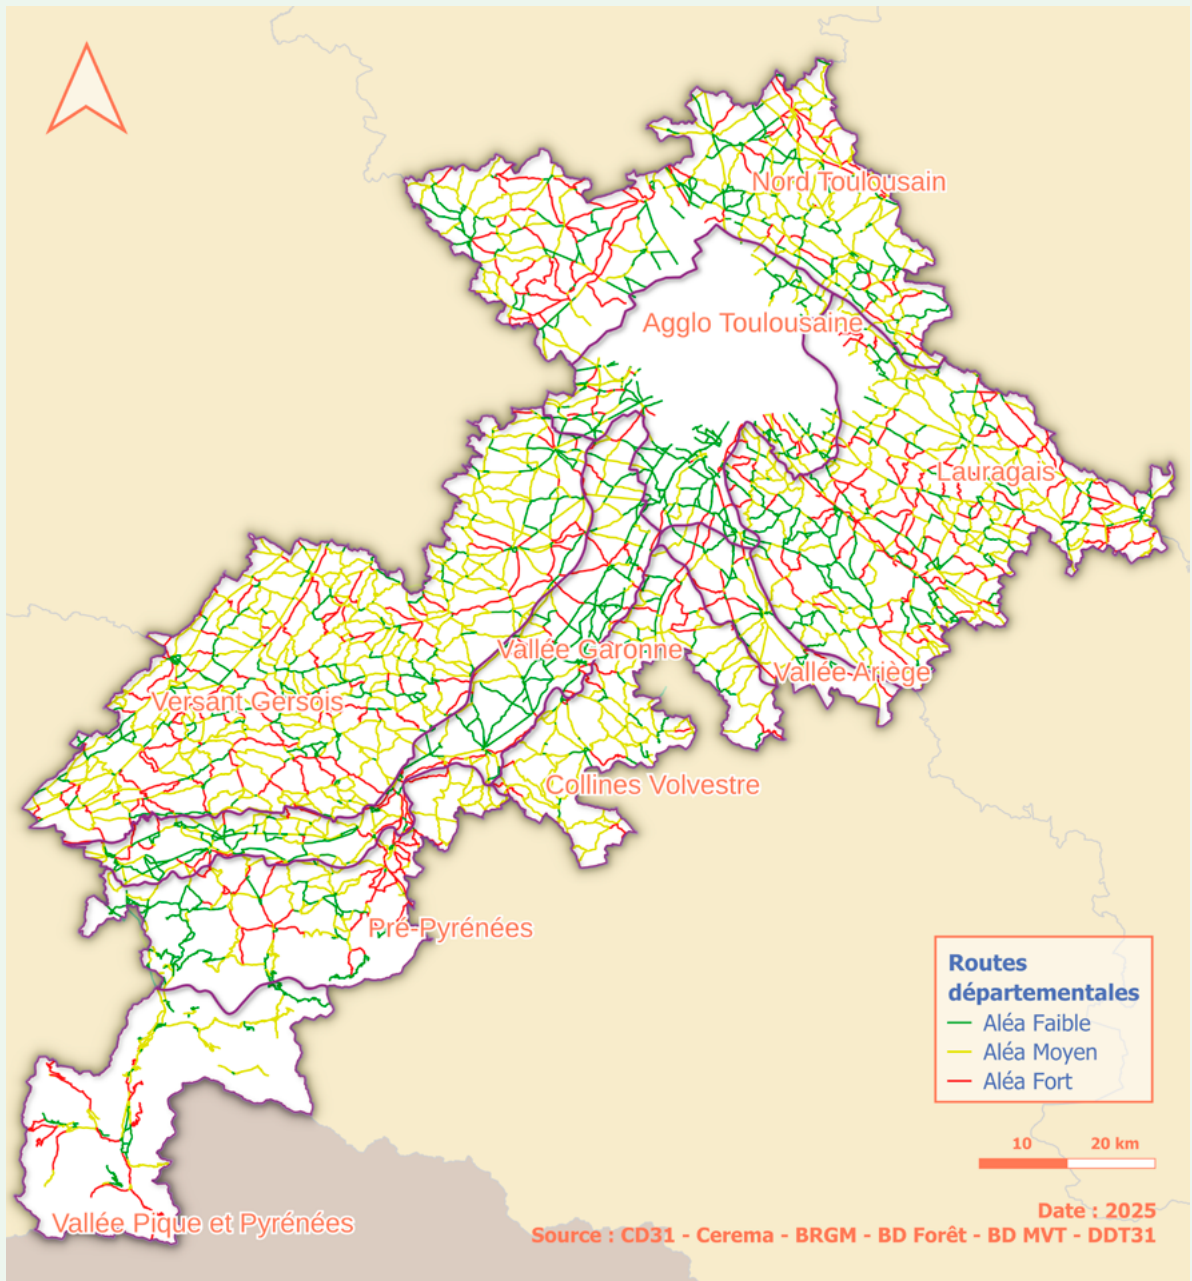 Nord Toulousain
Agglo Toulousaine
Lauragais
Vallée Garonne
Vallée Ariège
Versant Gersois
Collines Volvestre
Pré-Pyrénées
Routes
départementales
Aléa Faible
Aléa Moyen
Aléa Fort
10 20 km
Date : 2025
Vallée Pique et Pyrénées
Source : CD31 - Cerema - BRGM - BD Forêt - BD MVT - DDT31